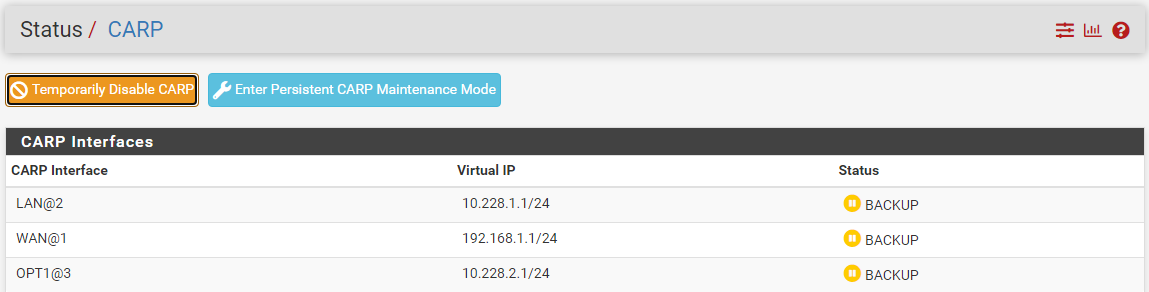 Status / CARP
Temporarily Disable CARP Enter Persistent CARP Maintenance Mode
CARP Interfaces
CARP Interface Virtual IP Status
LAN@2 10.228.1.1/24 BACKUP
WAN@1 192.168.1.1/24 BACKUP
OPT1@3 10.228.2.1/24 BACKUP